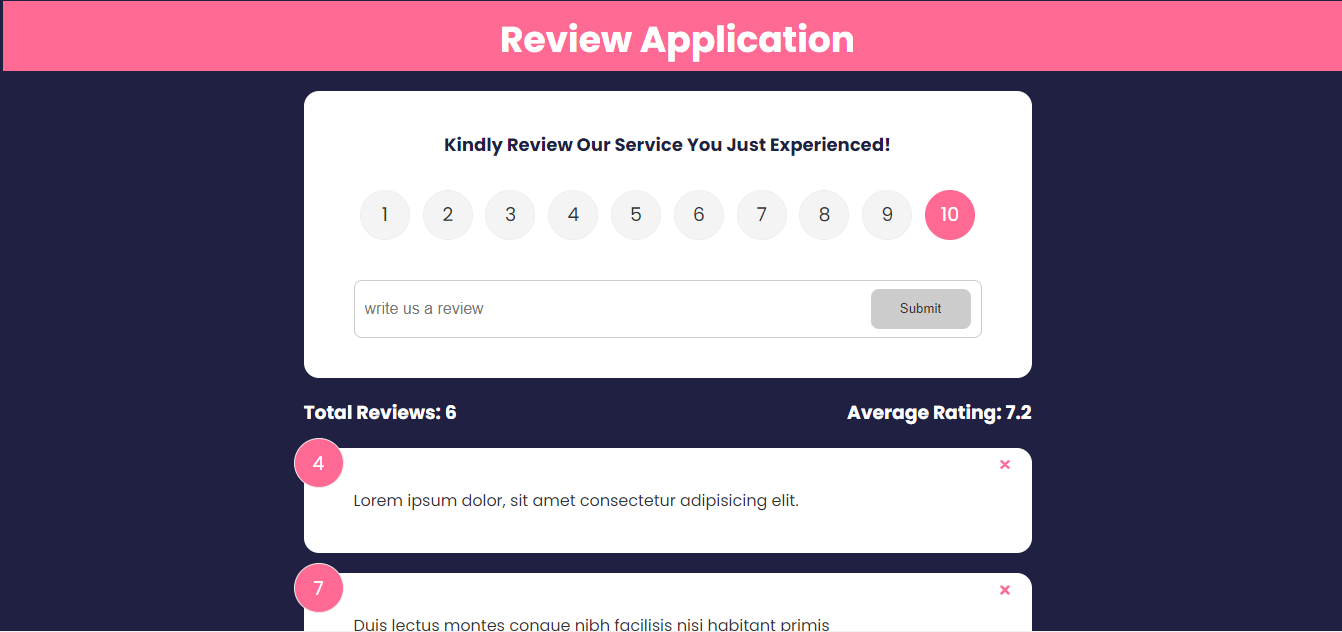 Review Application
Kindly Review Our Service You Just Experienced!
1 2 3 4 5 6 7 8 9 10
write us a review Submit
Total Reviews: 6 Average Rating: 7.2
4 ×
Lorem ipsum dolor, sit amet consectetur adipisicing elit.
7 ×
Duis lectus montes congue nibh facilisis nisi habitant primis